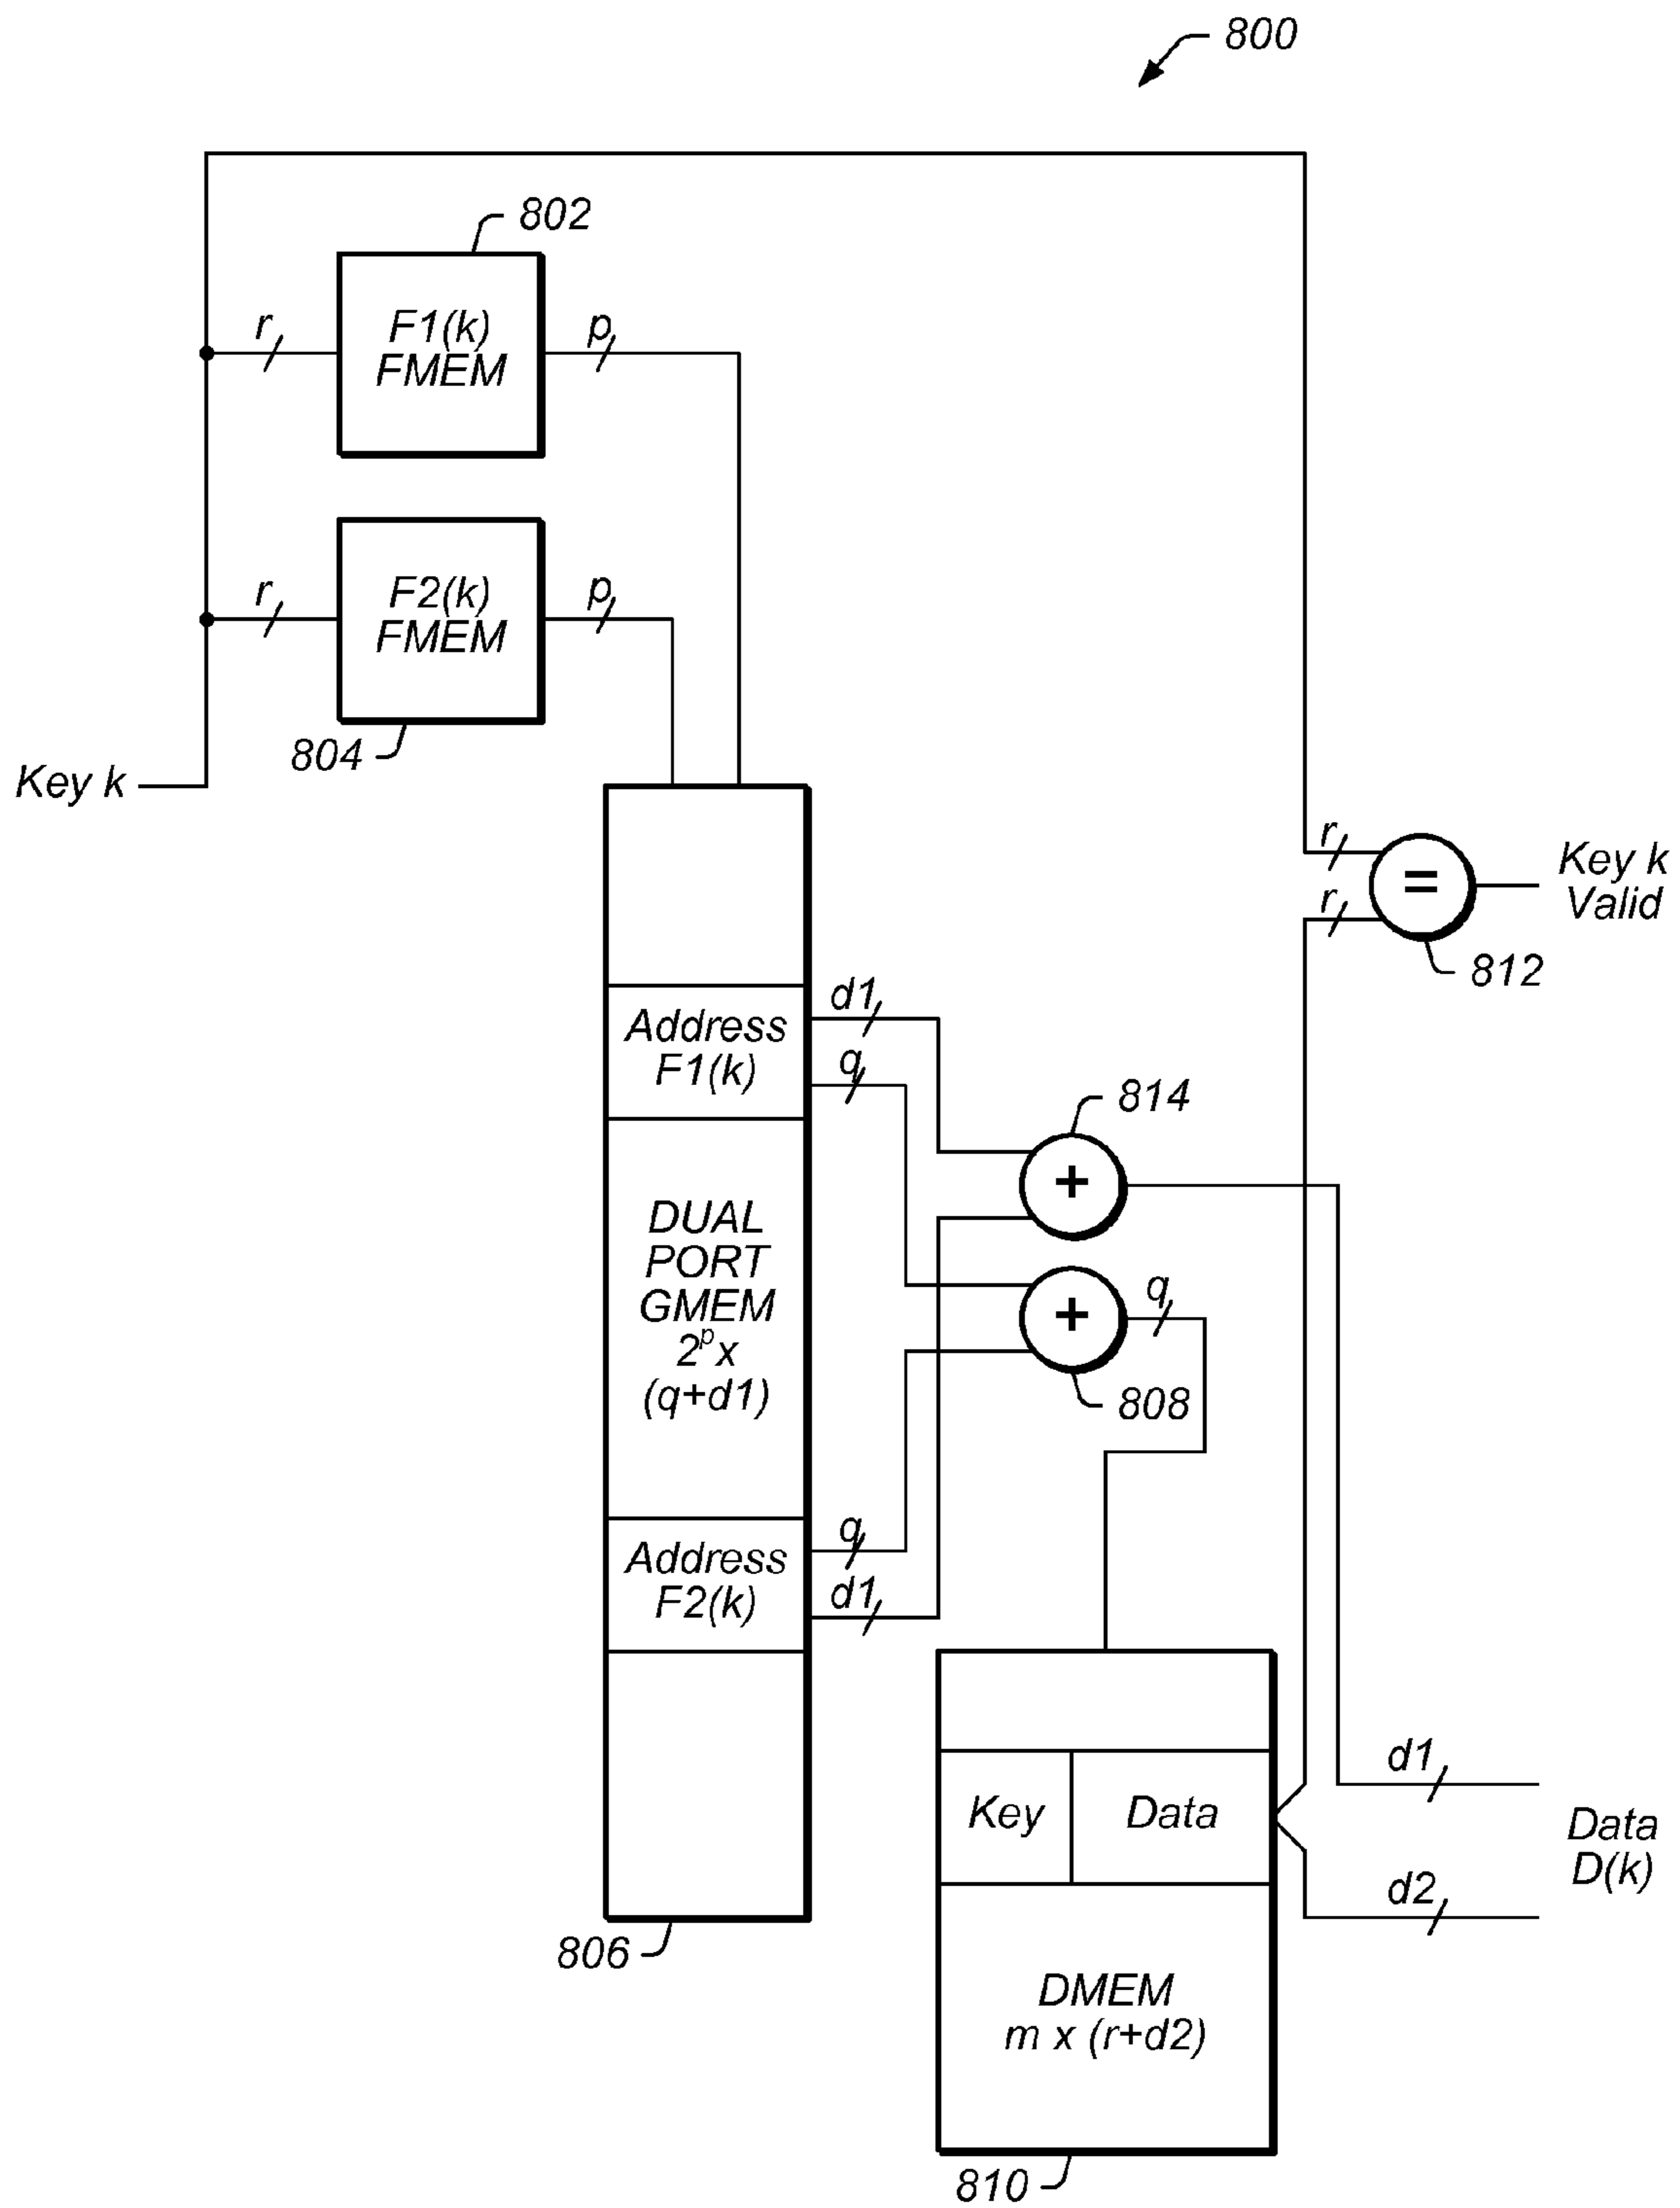 800
802
r
F1(k)
FMEM
p
r
F2(k)
FMEM
p
804
Key k
r
=
r
Key k
Valid
812
Address
F1(k)
d1
q
814
+
DUAL
PORT
GMEM
2ᵖx
(q+d1)
+
q
808
Address
F2(k)
q
d1
Key
Data
d1
Data
D(k)
d2
806
DMEM
m x (r+d2)
810